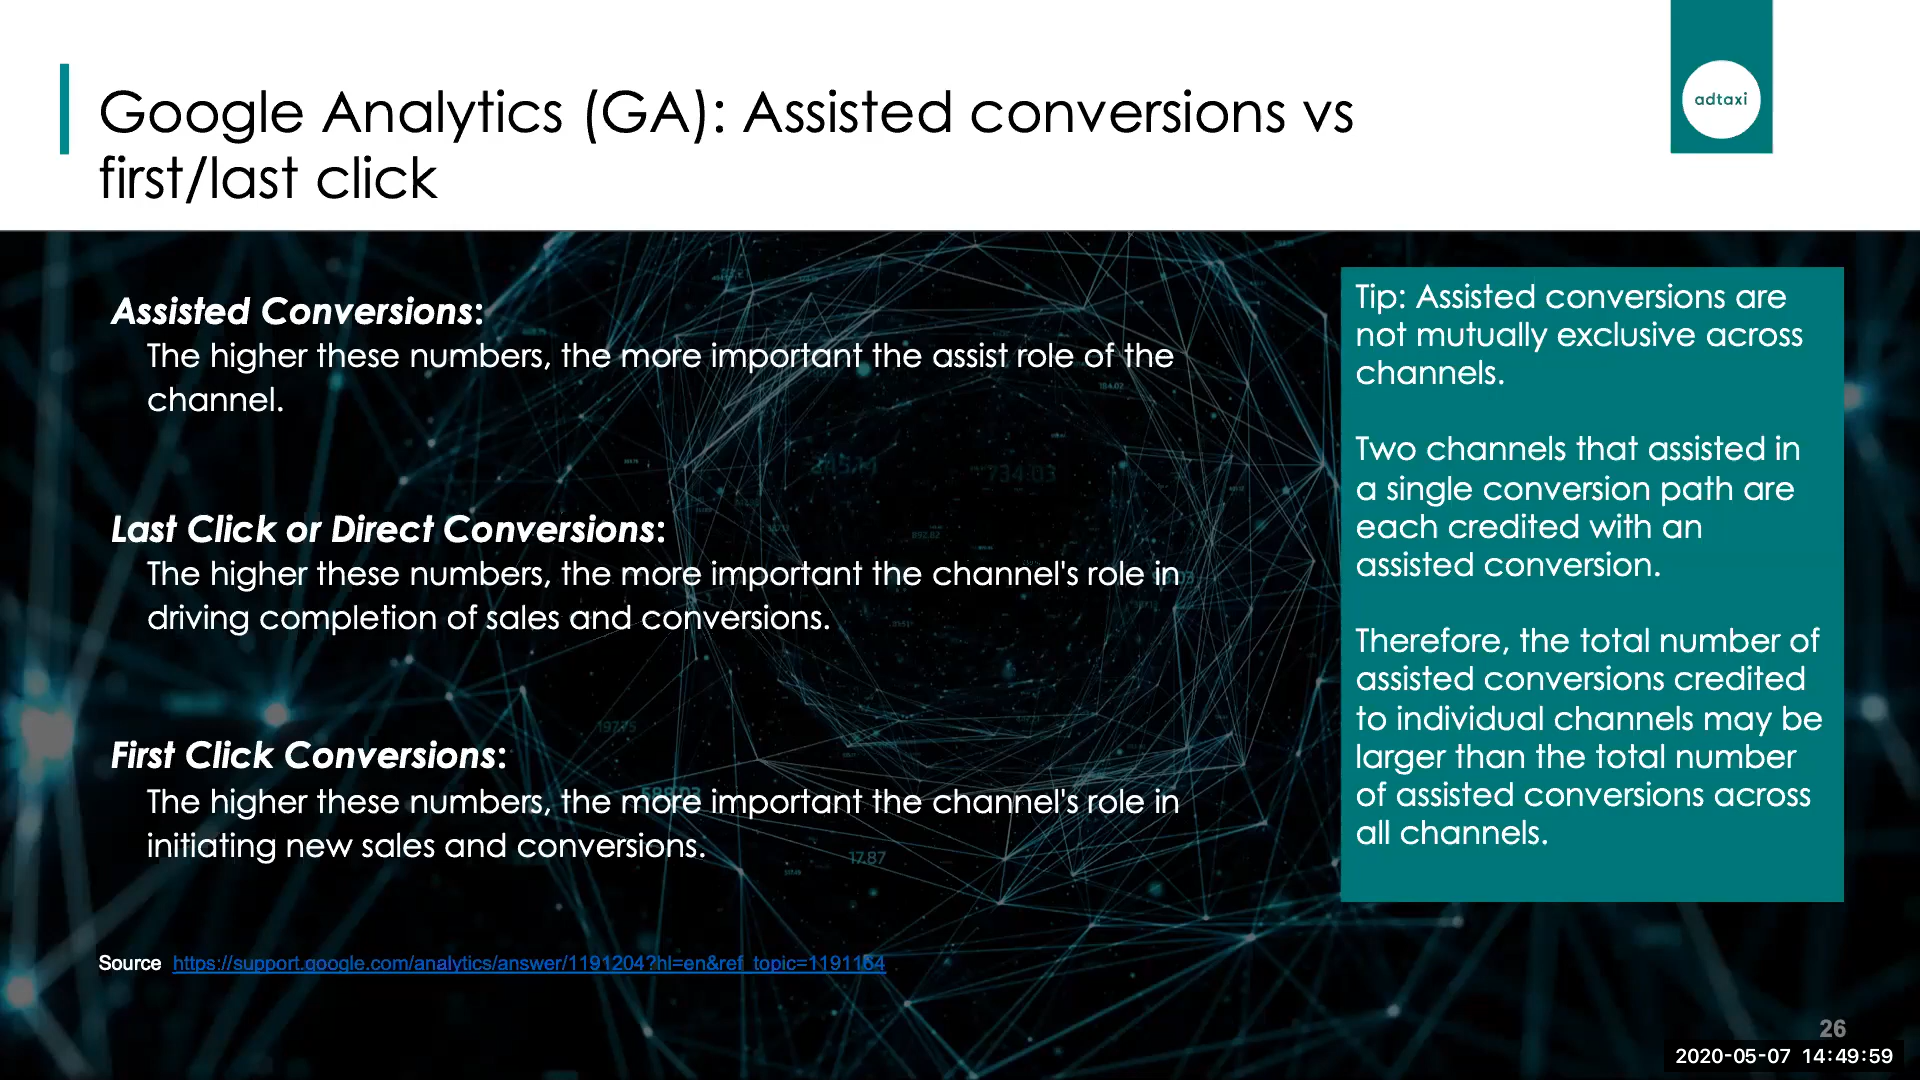 Google Analytics (GA): Assisted conversions vs
first/last click
adtaxi
Assisted Conversions:
The higher these numbers, the more important the assist role of the
channel.
Last Click or Direct Conversions:
The higher these numbers, the more important the channel's role in
driving completion of sales and conversions.
First Click Conversions:
The higher these numbers, the more important the channel's role in
initiating new sales and conversions.
Source https://support.google.com/analytics/answer/1191204?hl=en&ref_topic=1191164
Tip: Assisted conversions are
not mutually exclusive across
channels.
Two channels that assisted in
a single conversion path are
each credited with an
assisted conversion.
Therefore, the total number of
assisted conversions credited
to individual channels may be
larger than the total number
of assisted conversions across
all channels.
17.87
26
2020-05-07 14:49:59